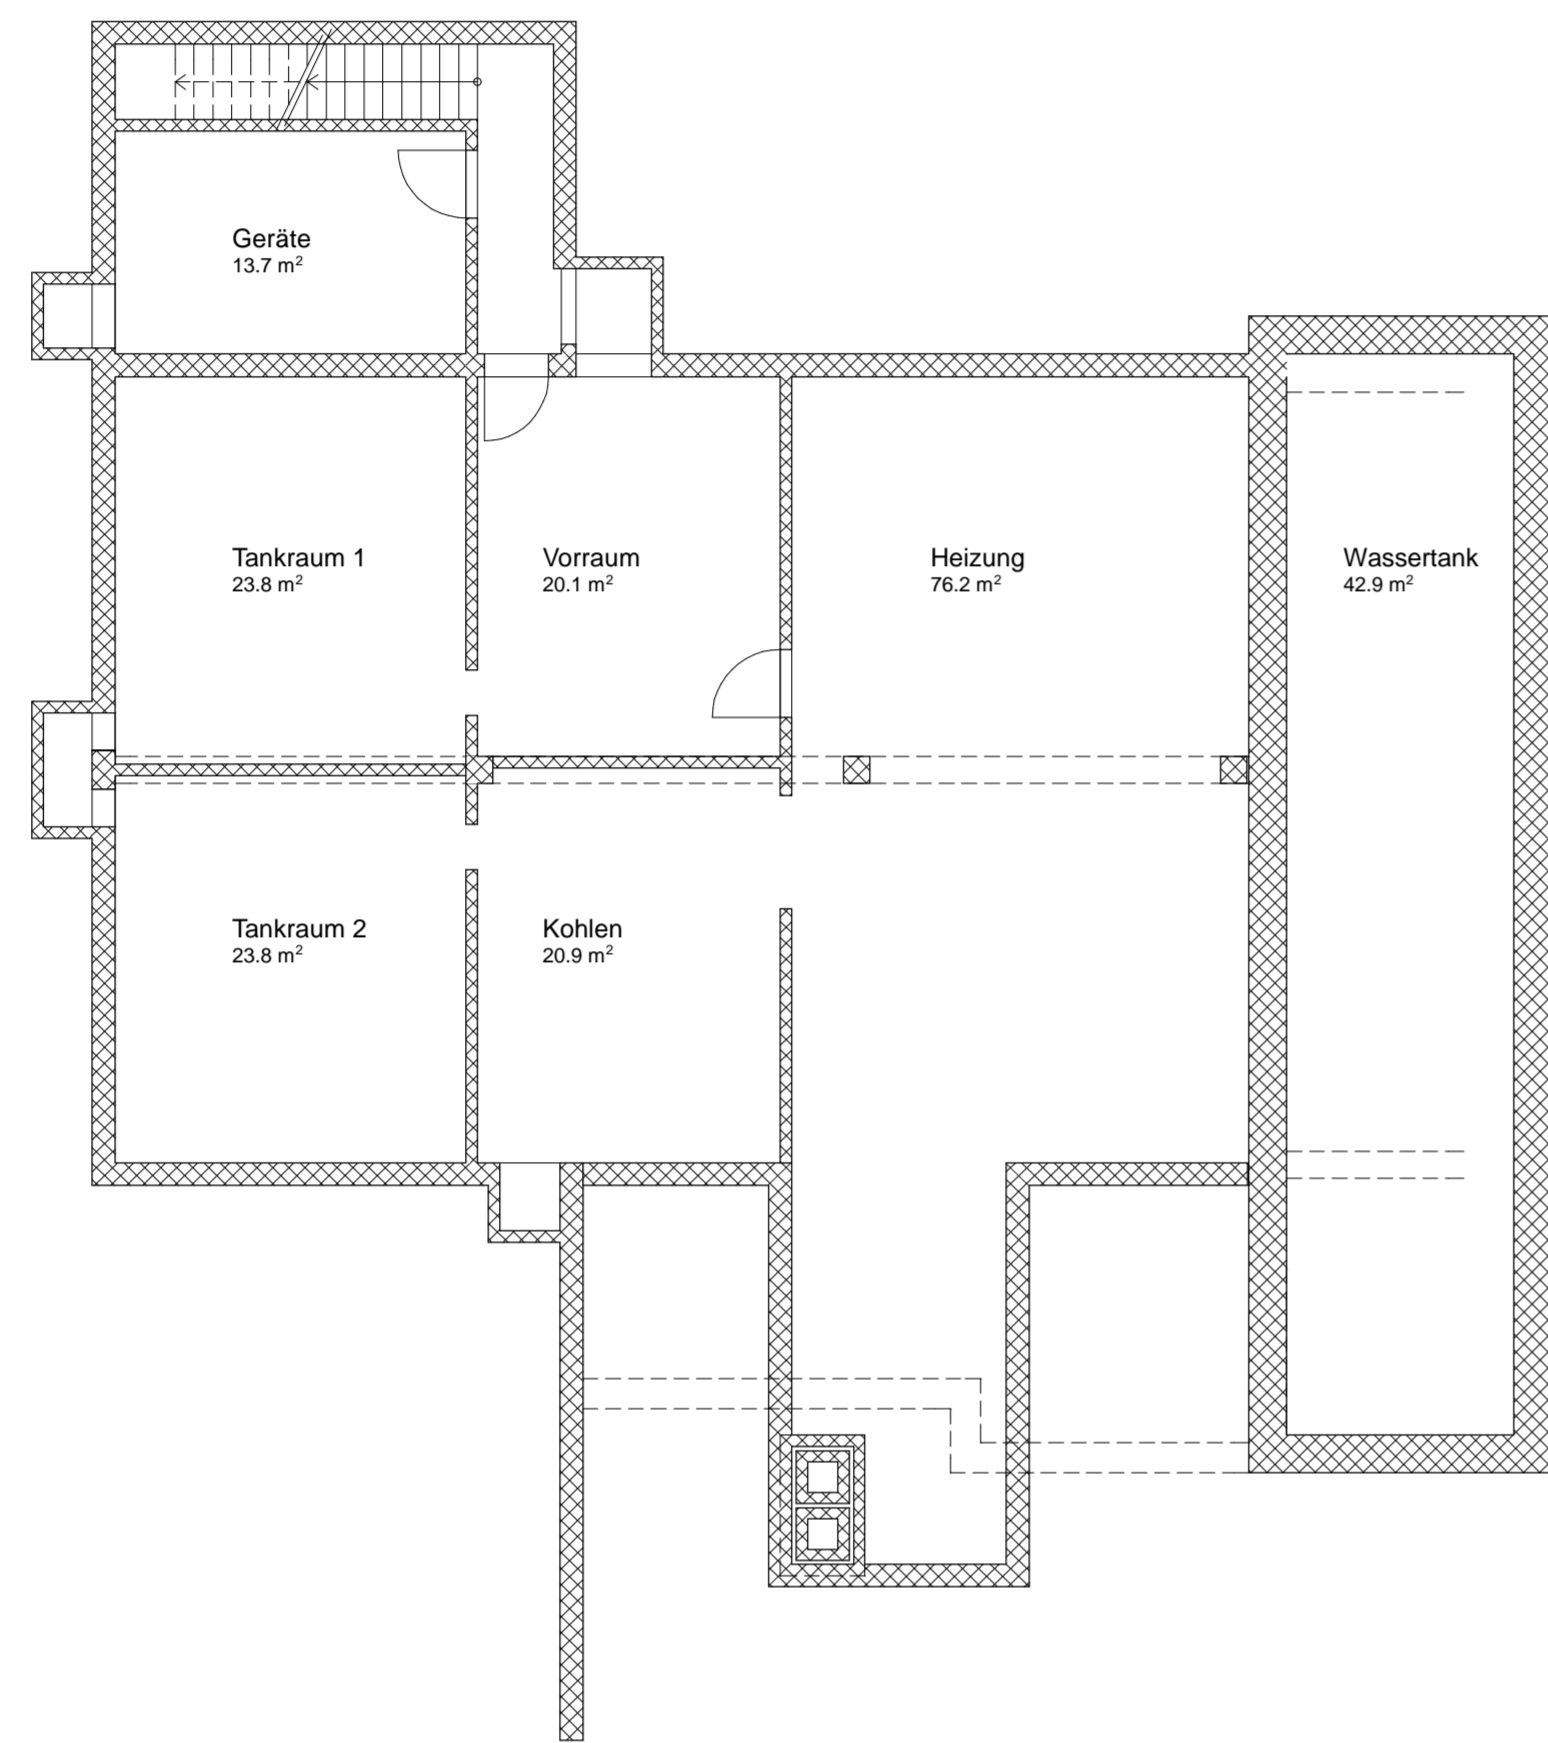 Geräte
13.7 m²
Tankraum 1
23.8 m²
Vorraum
20.1 m²
Heizung
76.2 m²
Wassertank
42.9 m²
Tankraum 2
23.8 m²
Kohlen
20.9 m²